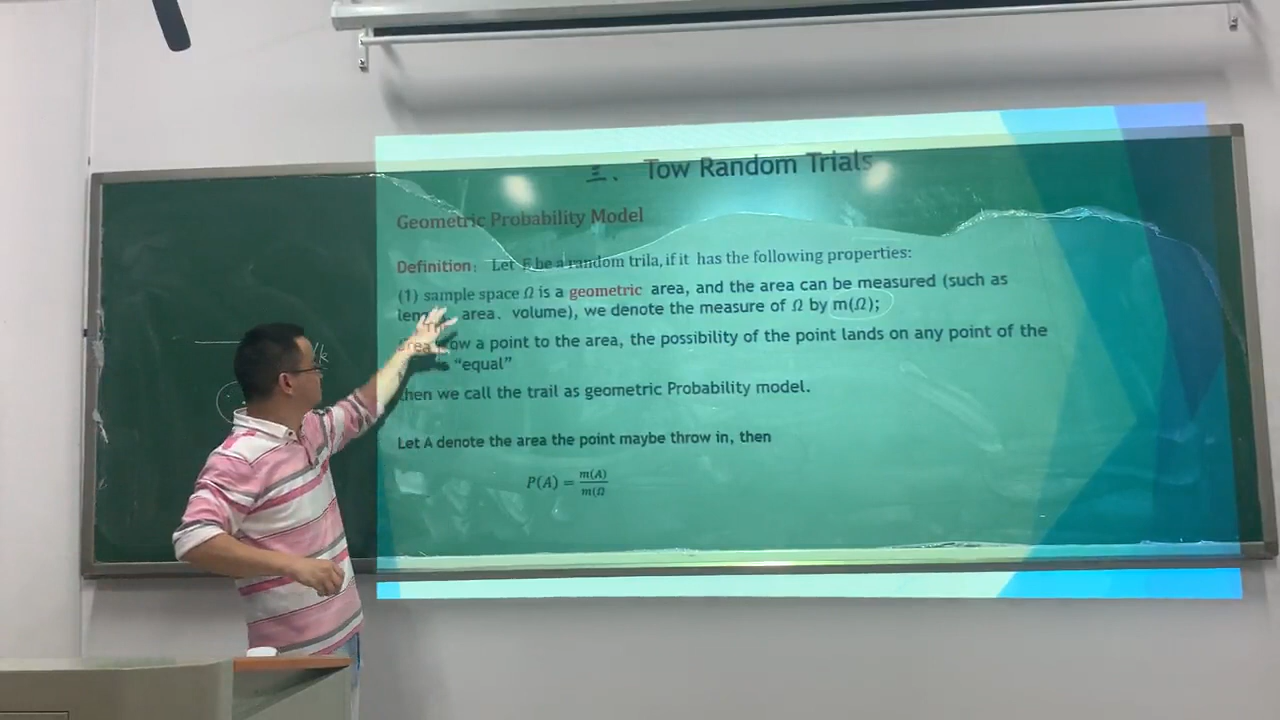 三、 Tow Random Trials
Geometric Probability Model
Definition: Let E be a random trila, if it has the following properties:
(1) sample space Ω is a geometric area, and the area can be measured (such as
area、volume), we denote the measure of Ω by m(Ω);
a point to the area, the possibility of the point lands on any point of the
“equal”
then we call the trail as geometric Probability model.
Let A denote the area the point maybe throw in, then
P(A) = m(A)/m(Ω